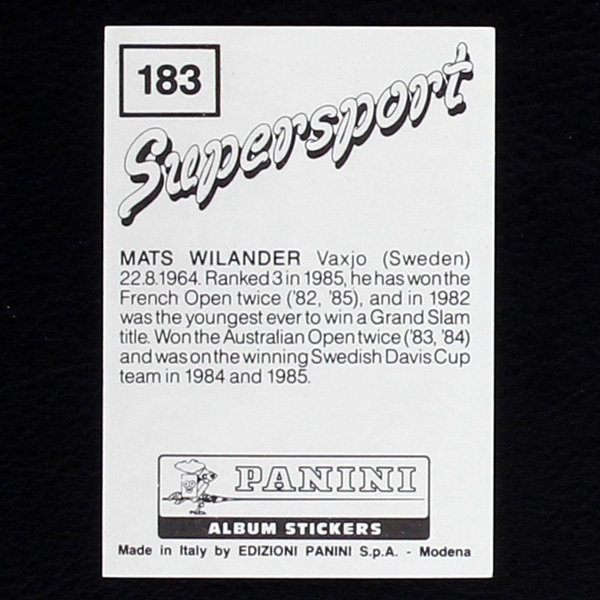 183
Supersport
MATS WILANDER Vaxjo (Sweden)
22.8.1964. Ranked 3 in 1985, he has won the
French Open twice ('82, '85), and in 1982
was the youngest ever to win a Grand Slam
title. Won the Australian Open twice ('83, '84)
and was on the winning Swedish Davis Cup
team in 1984 and 1985.
PANINI
ALBUM STICKERS
Made in Italy by EDIZIONI PANINI S.p.A. - Modena